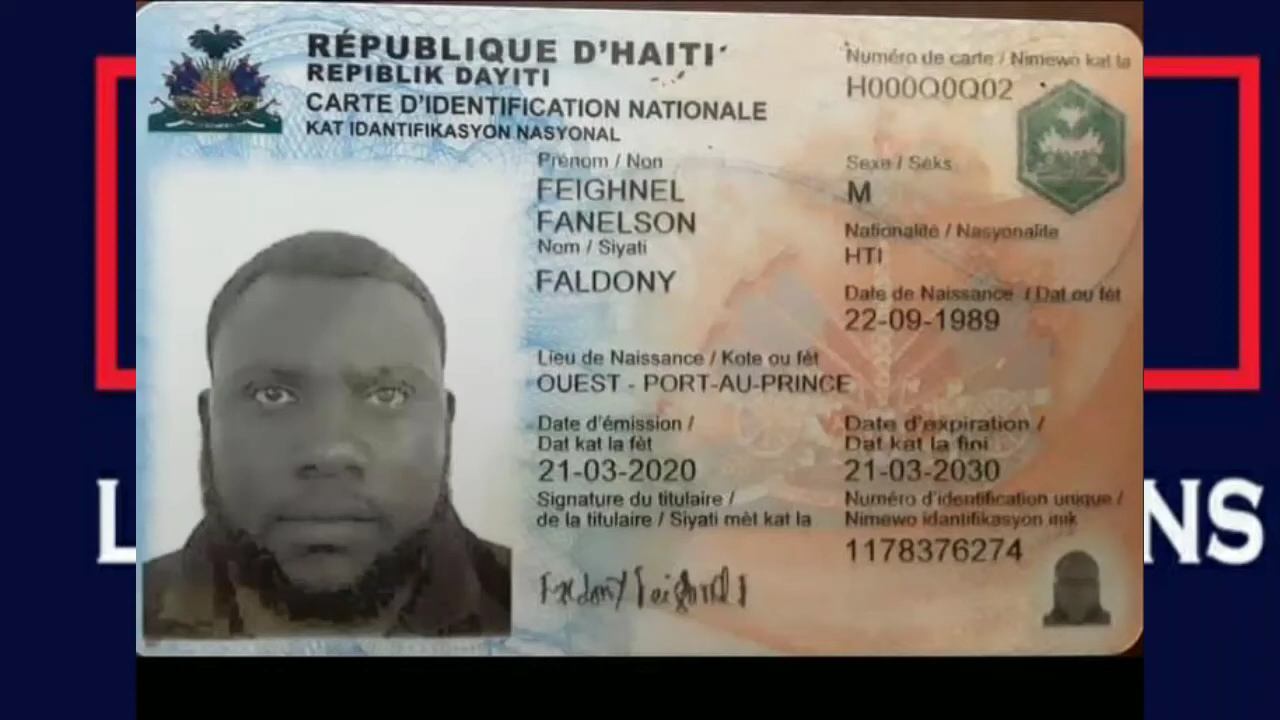 RÉPUBLIQUE D'HAITI
REPIBLIK DAYITI
CARTE D'IDENTIFICATION NATIONALE
KAT IDANTIFIKASYON NASYONAL
Numéro de carte / Nimewo kat la
H000Q0Q02
Prénom / Non
FEIGHNEL
FANELSON
Nom / Siyati
FALDONY
Sexe / Sèks
M
Nationalité / Nasyonalite
HTI
Date de Naissance / Dat ou fèt
22-09-1989
Lieu de Naissance / Kote ou fèt
OUEST - PORT-AU-PRINCE
Date d'émission /
Dat kat la fèt
21-03-2020
Date d'expiration /
Dat kat la fini
21-03-2030
Signature du titulaire /
de la titulaire / Siyati mèt kat la
Numéro d'identification unique /
Nimewo idantifikasyon inik
1178376274
Faldony Feighnel
L
NS